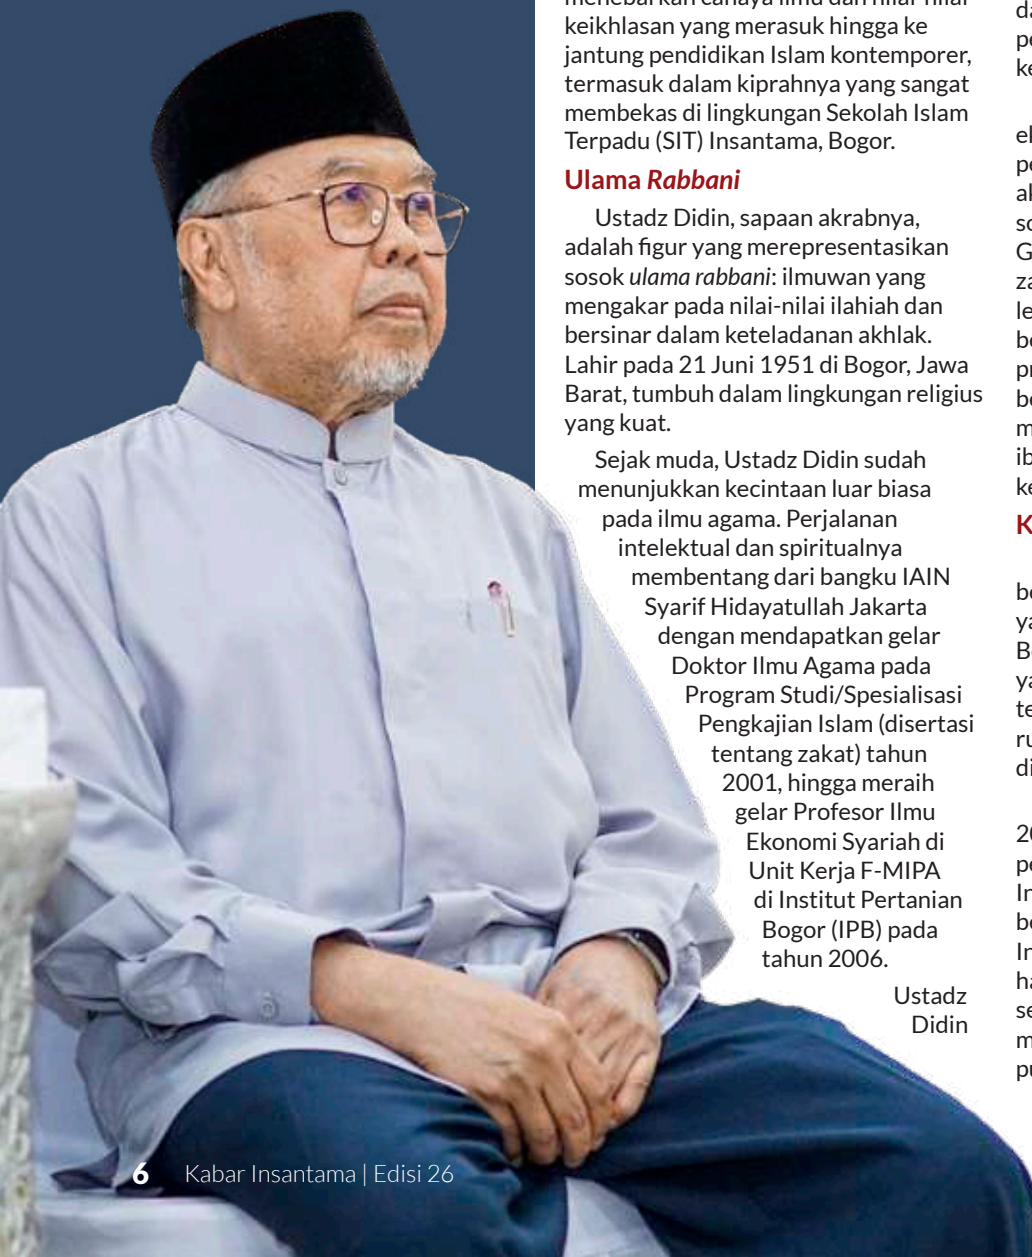 keikhlasan yang merasuk hingga ke
jantung pendidikan Islam kontemporer,
termasuk dalam kiprahnya yang sangat
membekas di lingkungan Sekolah Islam
Terpadu (SIT) Insantama, Bogor.
Ulama Rabbani
Ustadz Didin, sapaan akrabnya,
adalah figur yang merepresentasikan
sosok ulama rabbani: ilmuwan yang
mengakar pada nilai-nilai ilahiah dan
bersinar dalam keteladanan akhlak.
Lahir pada 21 Juni 1951 di Bogor, Jawa
Barat, tumbuh dalam lingkungan religius
yang kuat.
Sejak muda, Ustadz Didin sudah
menunjukkan kecintaan luar biasa
pada ilmu agama. Perjalanan
intelektual dan spiritualnya
membentang dari bangku IAIN
Syarif Hidayatullah Jakarta
dengan mendapatkan gelar
Doktor Ilmu Agama pada
Program Studi/Spesialisasi
Pengkajian Islam (disertasi
tentang zakat) tahun
2001, hingga meraih
gelar Profesor Ilmu
Ekonomi Syariah di
Unit Kerja F-MIPA
di Institut Pertanian
Bogor (IPB) pada
tahun 2006.
Ustadz
Didin
6 Kabar Insantama | Edisi 26